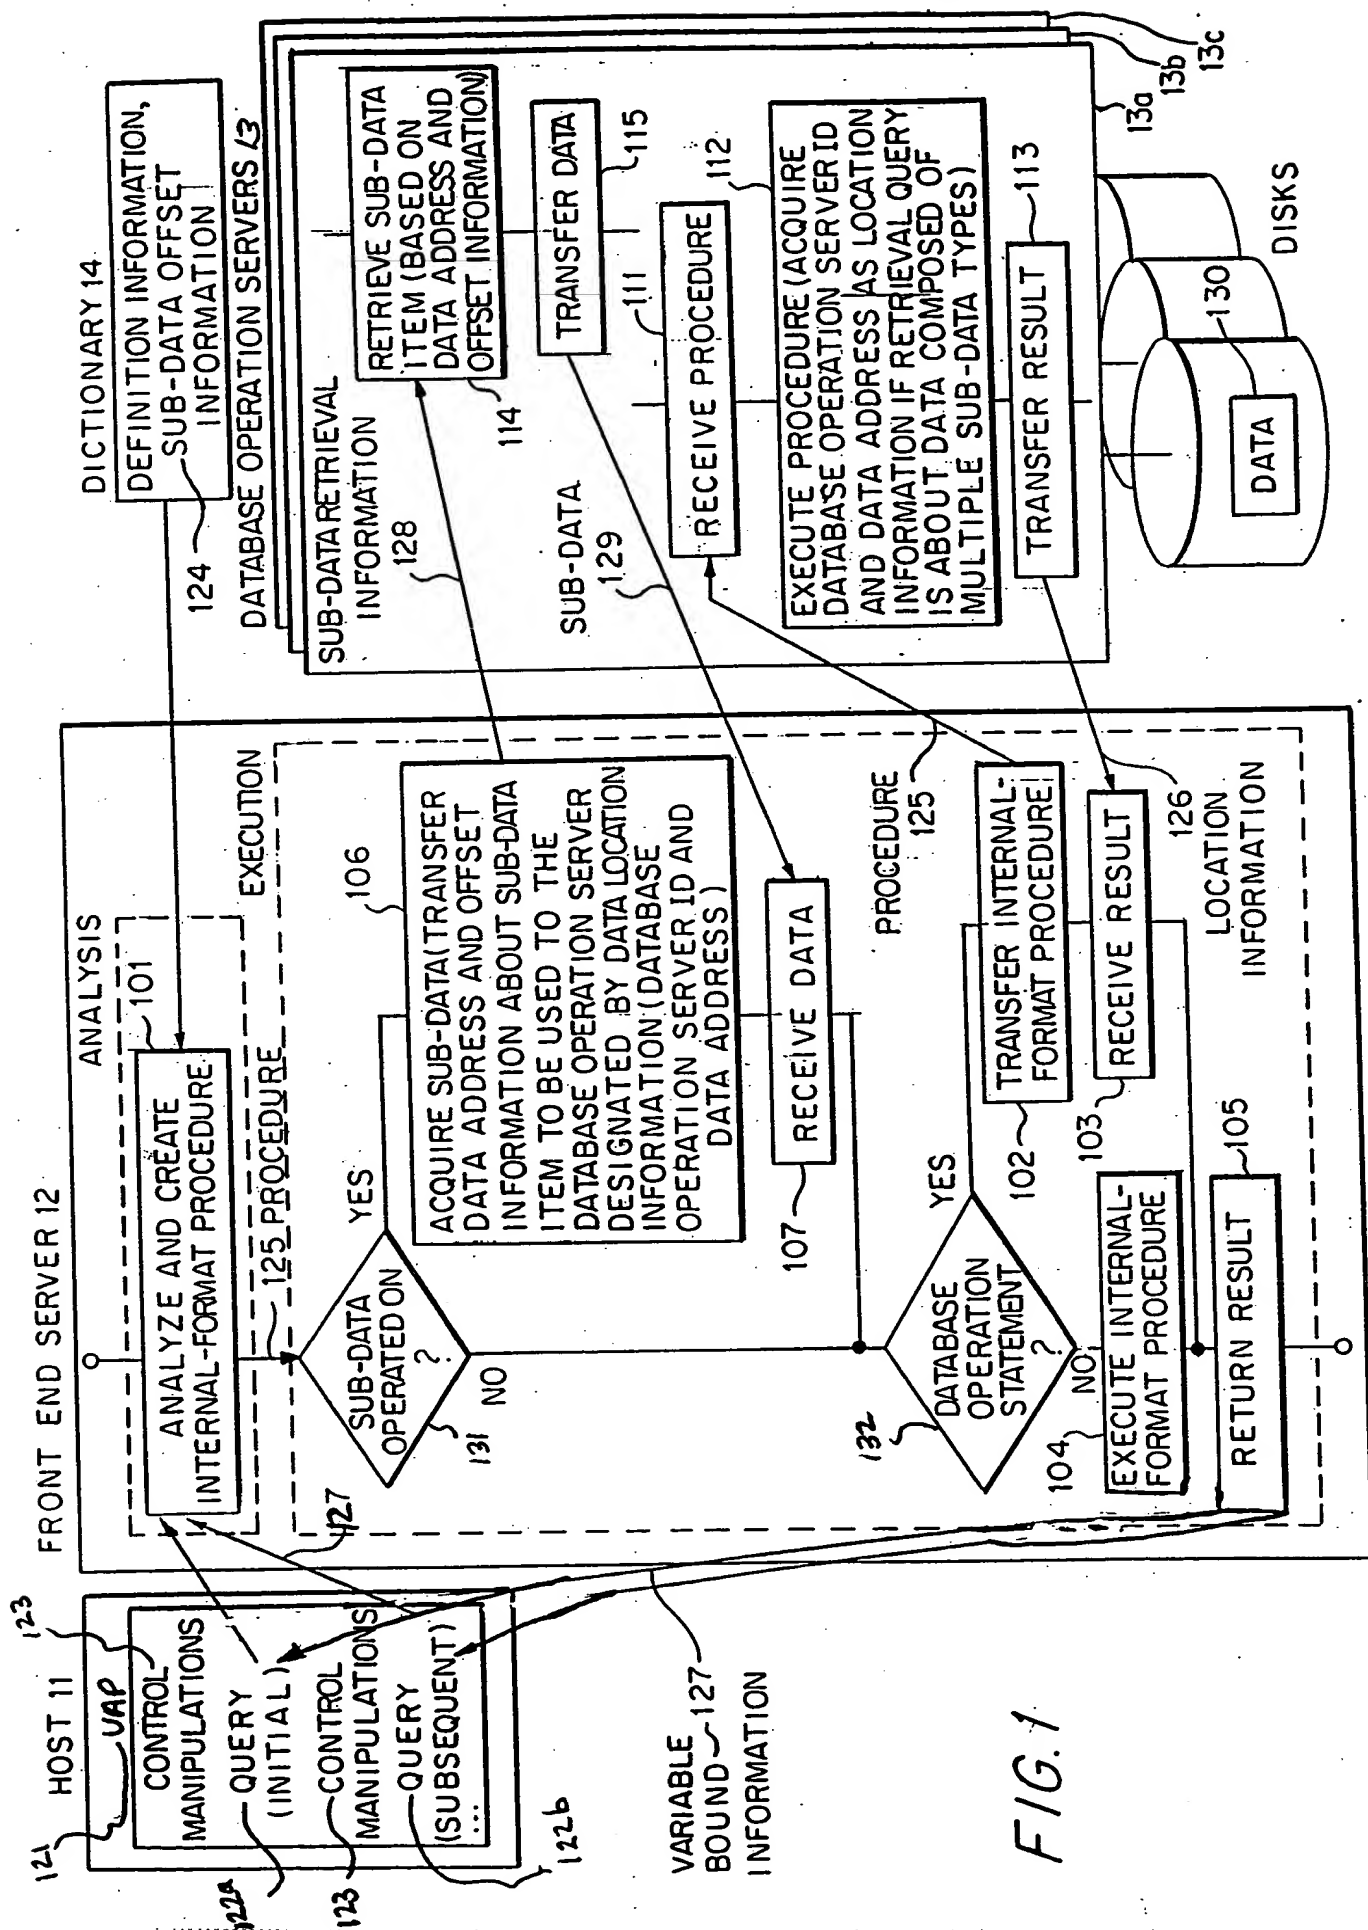 HOST 11
121
UAP
123
CONTROL
MANIPULATIONS
QUERY
(INITIAL)
122a
CONTROL
MANIPULATIONS
123
QUERY
(SUBSEQUENT)
...
122b
VARIABLE
BOUND 127
INFORMATION
FIG. 1
FRONT END SERVER 12
ANALYSIS
101
ANALYZE AND CREATE
INTERNAL-FORMAT PROCEDURE
127
125 PROCEDURE
EXECUTION
SUB-DATA
OPERATED ON
?
131
YES
NO
106
ACQUIRE SUB-DATA (TRANSFER
DATA ADDRESS AND OFFSET
INFORMATION ABOUT SUB-DATA
ITEM TO BE USED TO THE
DATABASE OPERATION SERVER
DESIGNATED BY DATA LOCATION
INFORMATION (DATABASE
OPERATION SERVER ID AND
DATA ADDRESS)
107
RECEIVE DATA
PROCEDURE
125
DATABASE
OPERATION
STATEMENT
?
132
YES
NO
TRANSFER INTERNAL-
FORMAT PROCEDURE
102
103
RECEIVE RESULT
126
LOCATION
INFORMATION
104
EXECUTE INTERNAL-
FORMAT PROCEDURE
105
RETURN RESULT
DICTIONARY 14
DEFINITION INFORMATION,
SUB-DATA OFFSET
INFORMATION
124
DATABASE OPERATION SERVERS 13
SUB-DATA RETRIEVAL
INFORMATION
128
RETRIEVE SUB-DATA
ITEM (BASED ON
DATA ADDRESS AND
OFFSET INFORMATION)
114
SUB-DATA
129
TRANSFER DATA
115
111
RECEIVE PROCEDURE
112
EXECUTE PROCEDURE (ACQUIRE
DATABASE OPERATION SERVER ID
AND DATA ADDRESS AS LOCATION
INFORMATION IF RETRIEVAL QUERY
IS ABOUT DATA COMPOSED OF
MULTIPLE SUB-DATA TYPES)
TRANSFER RESULT
113
13a
13b
13c
DATA
130
DISKS